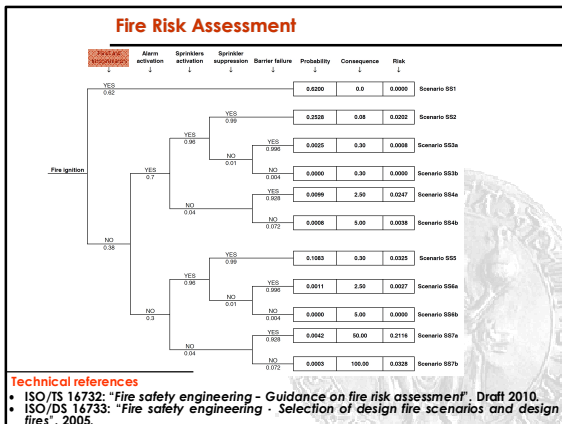 Fire Risk Assessment
Alarm activation
Sprinklers activation
Sprinkler suppression
Barrier failure
Probability
Consequence
Risk
YES 0.62
0.6200 0.0 0.0000 Scenario SS1
YES 0.99
0.2528 0.08 0.0202 Scenario SS2
YES 0.96
YES 0.996
0.0025 0.30 0.0008 Scenario SS3a
NO 0.01
NO 0.004
0.0000 0.30 0.0000 Scenario SS3b
Fire ignition
YES 0.7
YES 0.928
0.0099 2.50 0.0247 Scenario SS4a
NO 0.04
NO 0.072
0.0008 5.00 0.0038 Scenario SS4b
NO 0.38
YES 0.99
0.1083 0.30 0.0325 Scenario SS5
YES 0.96
YES 0.996
0.0011 2.50 0.0027 Scenario SS6a
NO 0.01
NO 0.3
NO 0.004
0.0000 5.00 0.0000 Scenario SS6b
YES 0.928
0.0042 50.00 0.2116 Scenario SS7a
NO 0.04
NO 0.072
0.0003 100.00 0.0328 Scenario SS7b
Technical references
• ISO/TS 16732: “Fire safety engineering – Guidance on fire risk assessment”. Draft 2010.
• ISO/DS 16733: “Fire safety engineering - Selection of design fire scenarios and design
fires”. 2005.